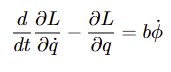 d/dt ∂L/∂q̇ − ∂L/∂q = bϕ̇